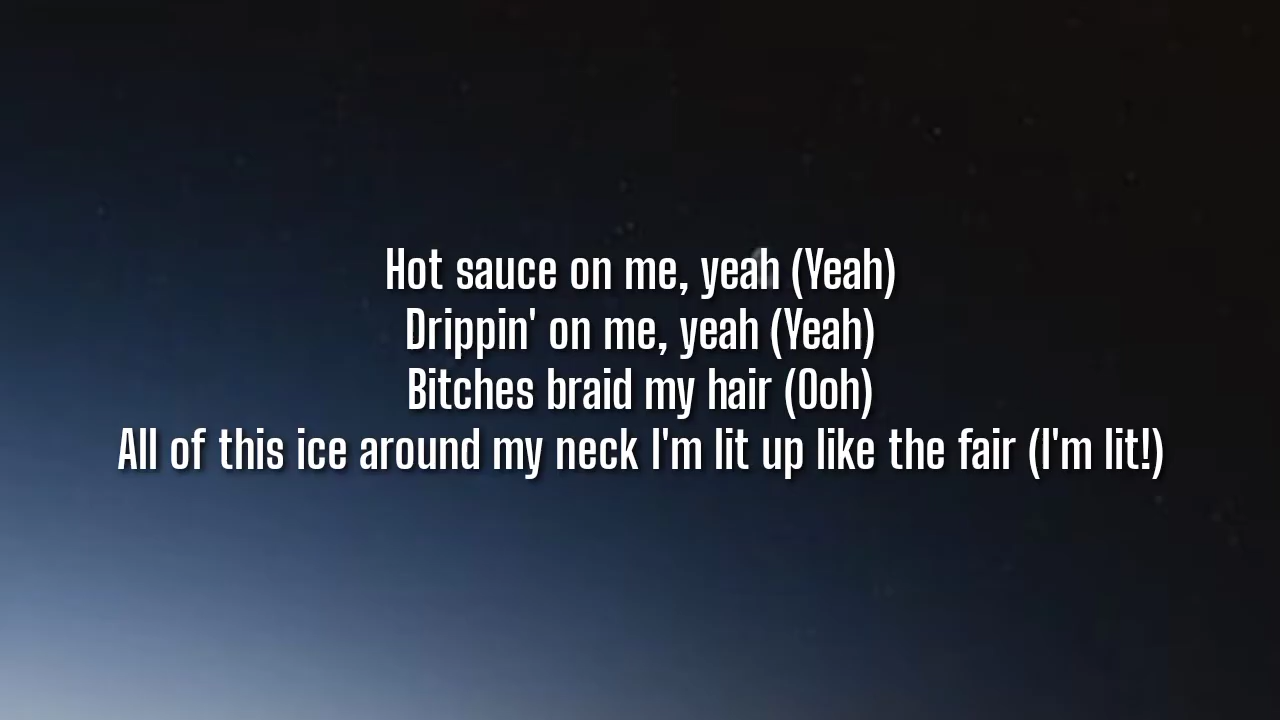 Hot sauce on me, yeah (Yeah)
Drippin' on me, yeah (Yeah)
Bitches braid my hair (Ooh)
All of this ice around my neck I'm lit up like the fair (I'm lit!)